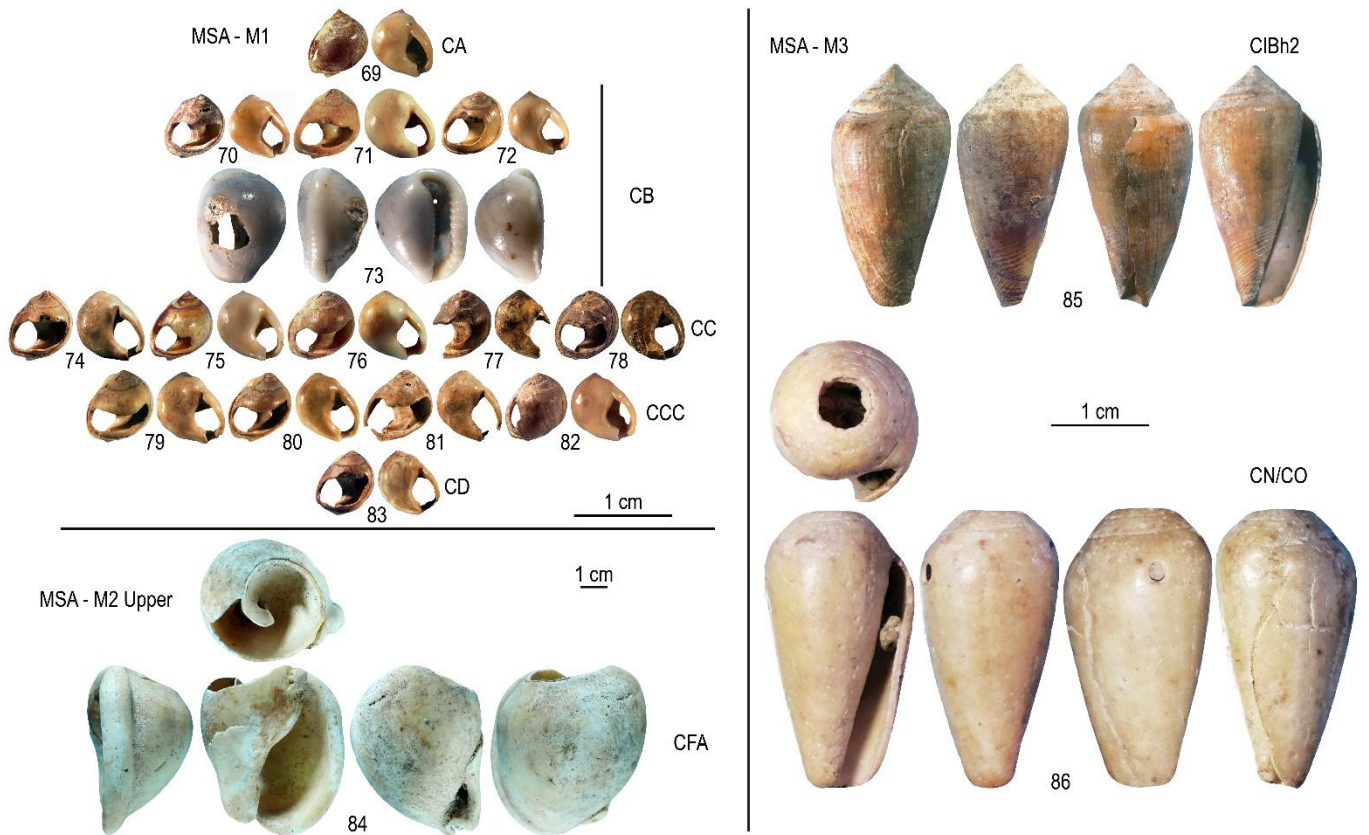 MSA - M1
CA
69
70 71 72
CB
73
74 75 76 77 78
CC
79 80 81 82
CCC
CD
83
1 cm
MSA - M2 Upper
1 cm
CFA
84
MSA - M3
CIBh2
85
1 cm
CN/CO
86